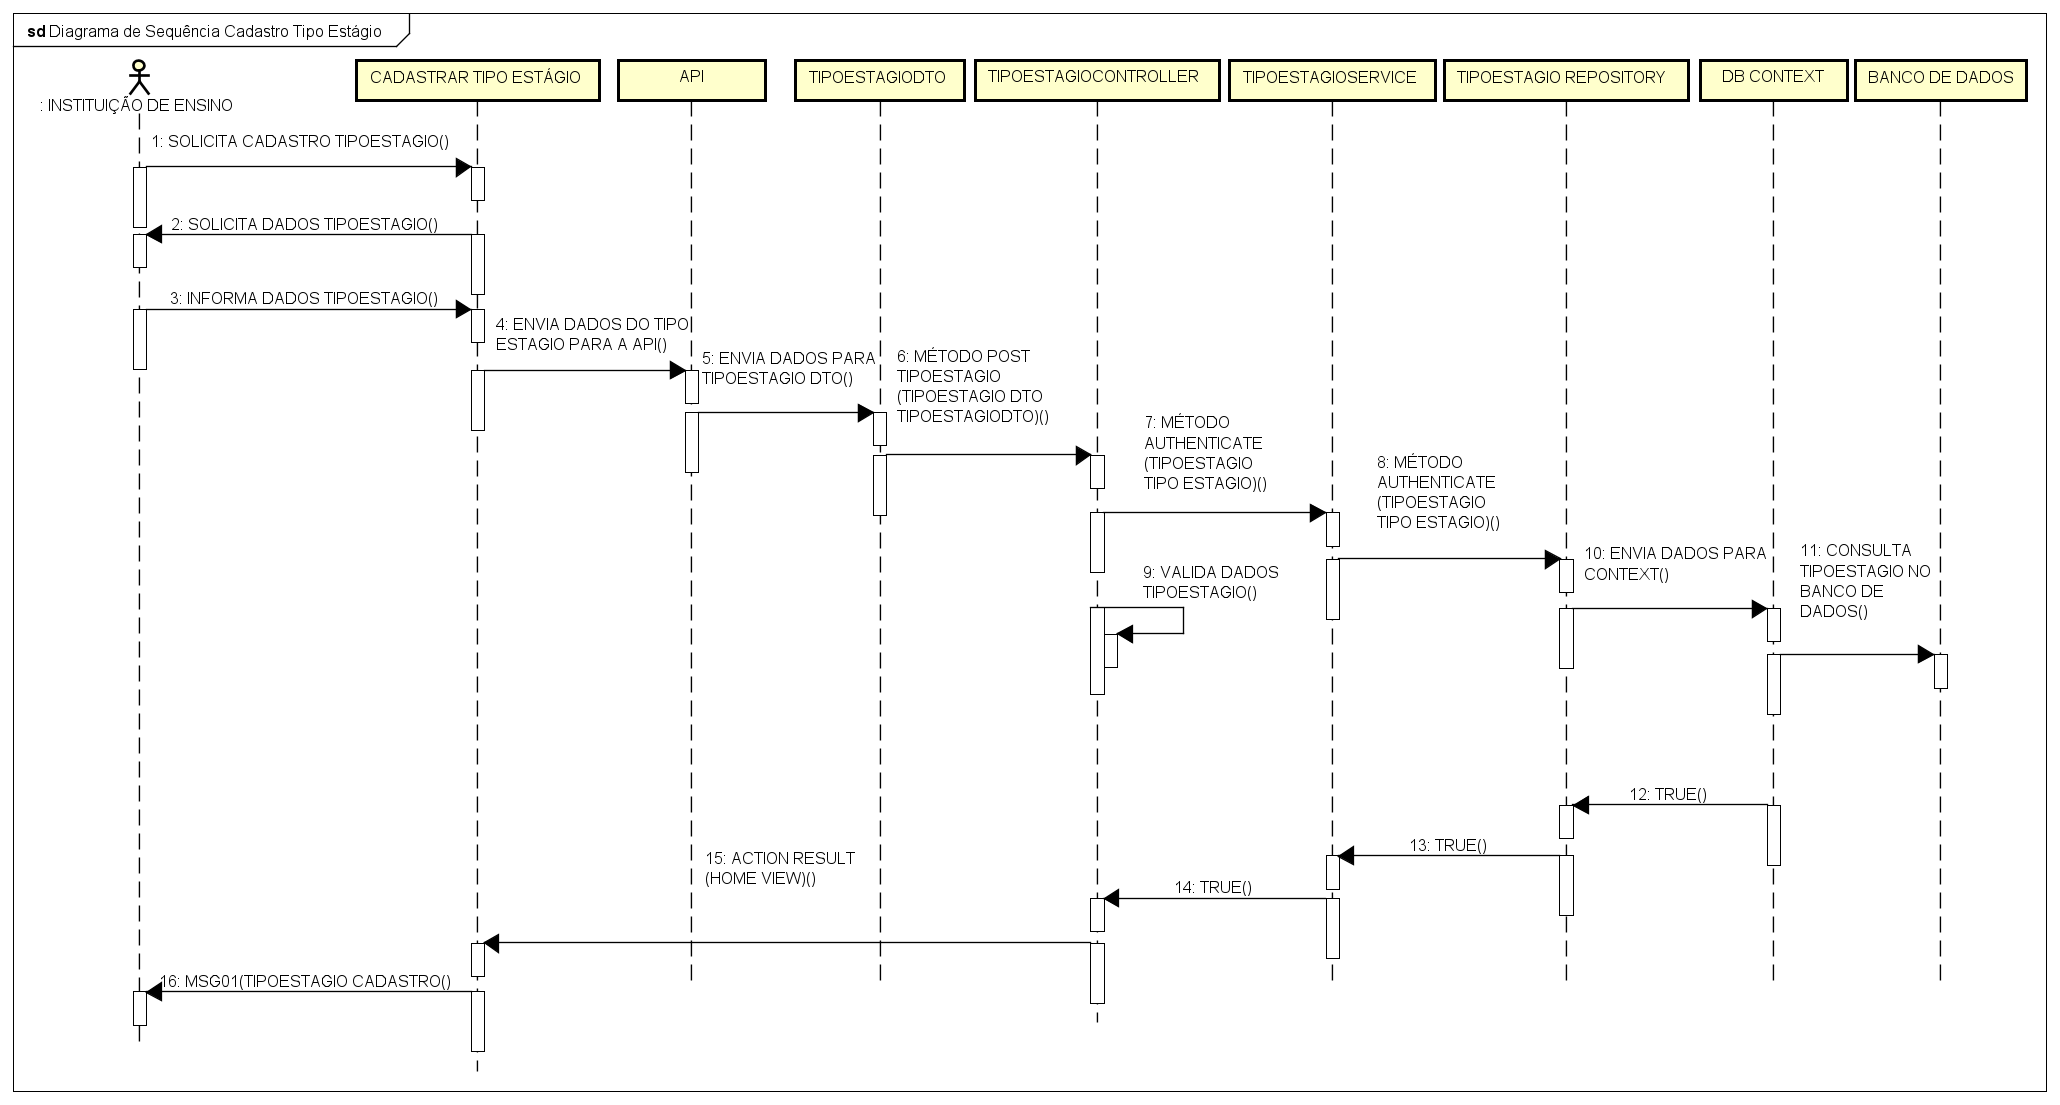 sd Diagrama de Sequência Cadastro Tipo Estágio
: INSTITUIÇÃO DE ENSINO
CADASTRAR TIPO ESTÁGIO
API
TIPOESTAGIODTO
TIPOESTAGIOCONTROLLER
TIPOESTAGIOSERVICE
TIPOESTAGIO REPOSITORY
DB CONTEXT
BANCO DE DADOS
1: SOLICITA CADASTRO TIPOESTAGIO()
2: SOLICITA DADOS TIPOESTAGIO()
3: INFORMA DADOS TIPOESTAGIO()
4: ENVIA DADOS DO TIPO
ESTAGIO PARA A API()
5: ENVIA DADOS PARA
TIPOESTAGIO DTO()
6: MÉTODO POST
TIPOESTAGIO
(TIPOESTAGIO DTO
TIPOESTAGIODTO)()
7: MÉTODO
AUTHENTICATE
(TIPOESTAGIO
TIPO ESTAGIO)()
8: MÉTODO
AUTHENTICATE
(TIPOESTAGIO
TIPO ESTAGIO)()
9: VALIDA DADOS
TIPOESTAGIO()
10: ENVIA DADOS PARA
CONTEXT()
11: CONSULTA
TIPOESTAGIO NO
BANCO DE
DADOS()
12: TRUE()
13: TRUE()
14: TRUE()
15: ACTION RESULT
(HOME VIEW)()
16: MSG01(TIPOESTAGIO CADASTRO()